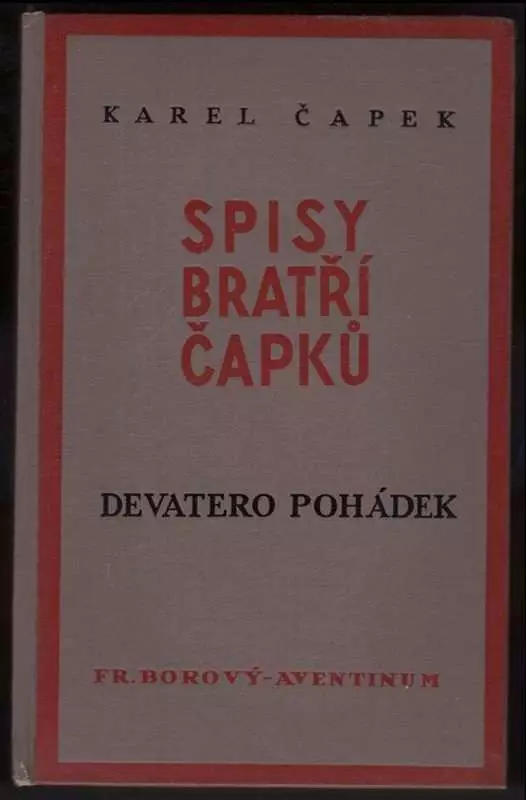 KAREL ČAPEK
SPISY
BRATŘÍ
ČAPKŮ
DEVATERO POHÁDEK
FR. BOROVÝ-AVENTINUM